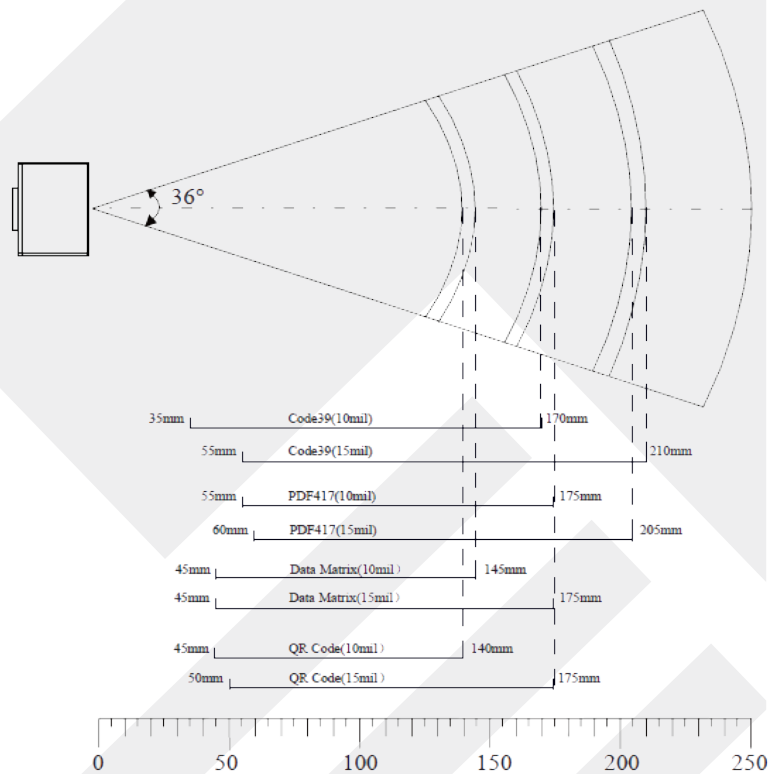 36°
35mm Code39(10mil) 170mm
55mm Code39(15mil) 210mm
55mm PDF417(10mil) 175mm
60mm PDF417(15mil) 205mm
45mm Data Matrix(10mil） 145mm
45mm Data Matrix(15mil） 175mm
45mm QR Code(10mil） 140mm
50mm QR Code(15mil） 175mm
0 50 100 150 200 250